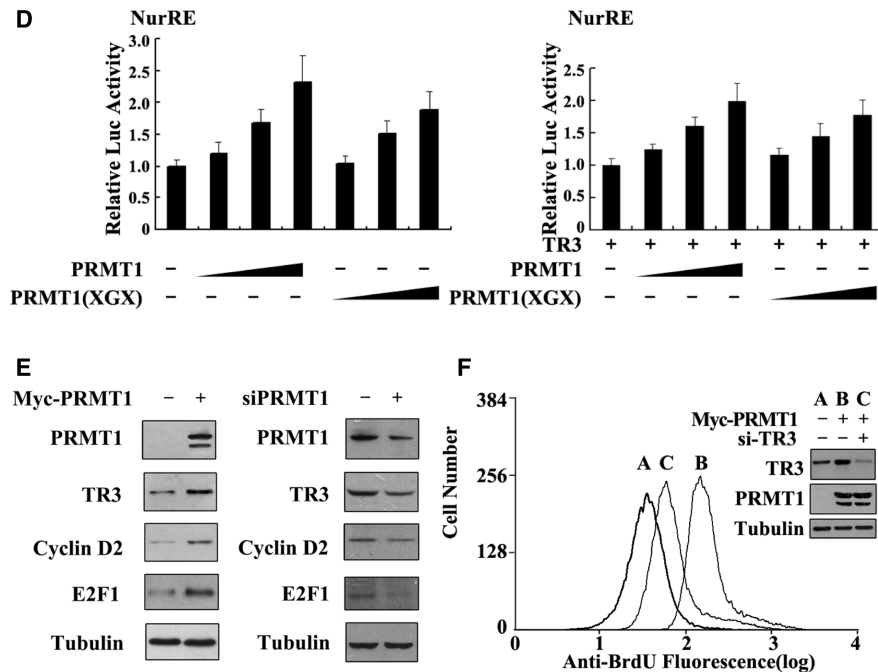 D
NurRE
Relative Luc Activity
3.0
2.5
2.0
1.5
1.0
0.5
0
PRMT1 – – – –
PRMT1(XGX) – – – –
NurRE
Relative Luc Activity
2.5
2.0
1.5
1.0
0.5
0
TR3 + + + + + + +
PRMT1 – – – –
PRMT1(XGX) – – – –
E
Myc-PRMT1 – +
PRMT1
TR3
Cyclin D2
E2F1
Tubulin
siPRMT1 – +
PRMT1
TR3
Cyclin D2
E2F1
Tubulin
F
Cell Number
384
256
128
0
A C B
0 1 2 3 4
Anti-BrdU Fluorescence(log)
A B C
Myc-PRMT1 – + +
si-TR3 – – +
TR3
PRMT1
Tubulin